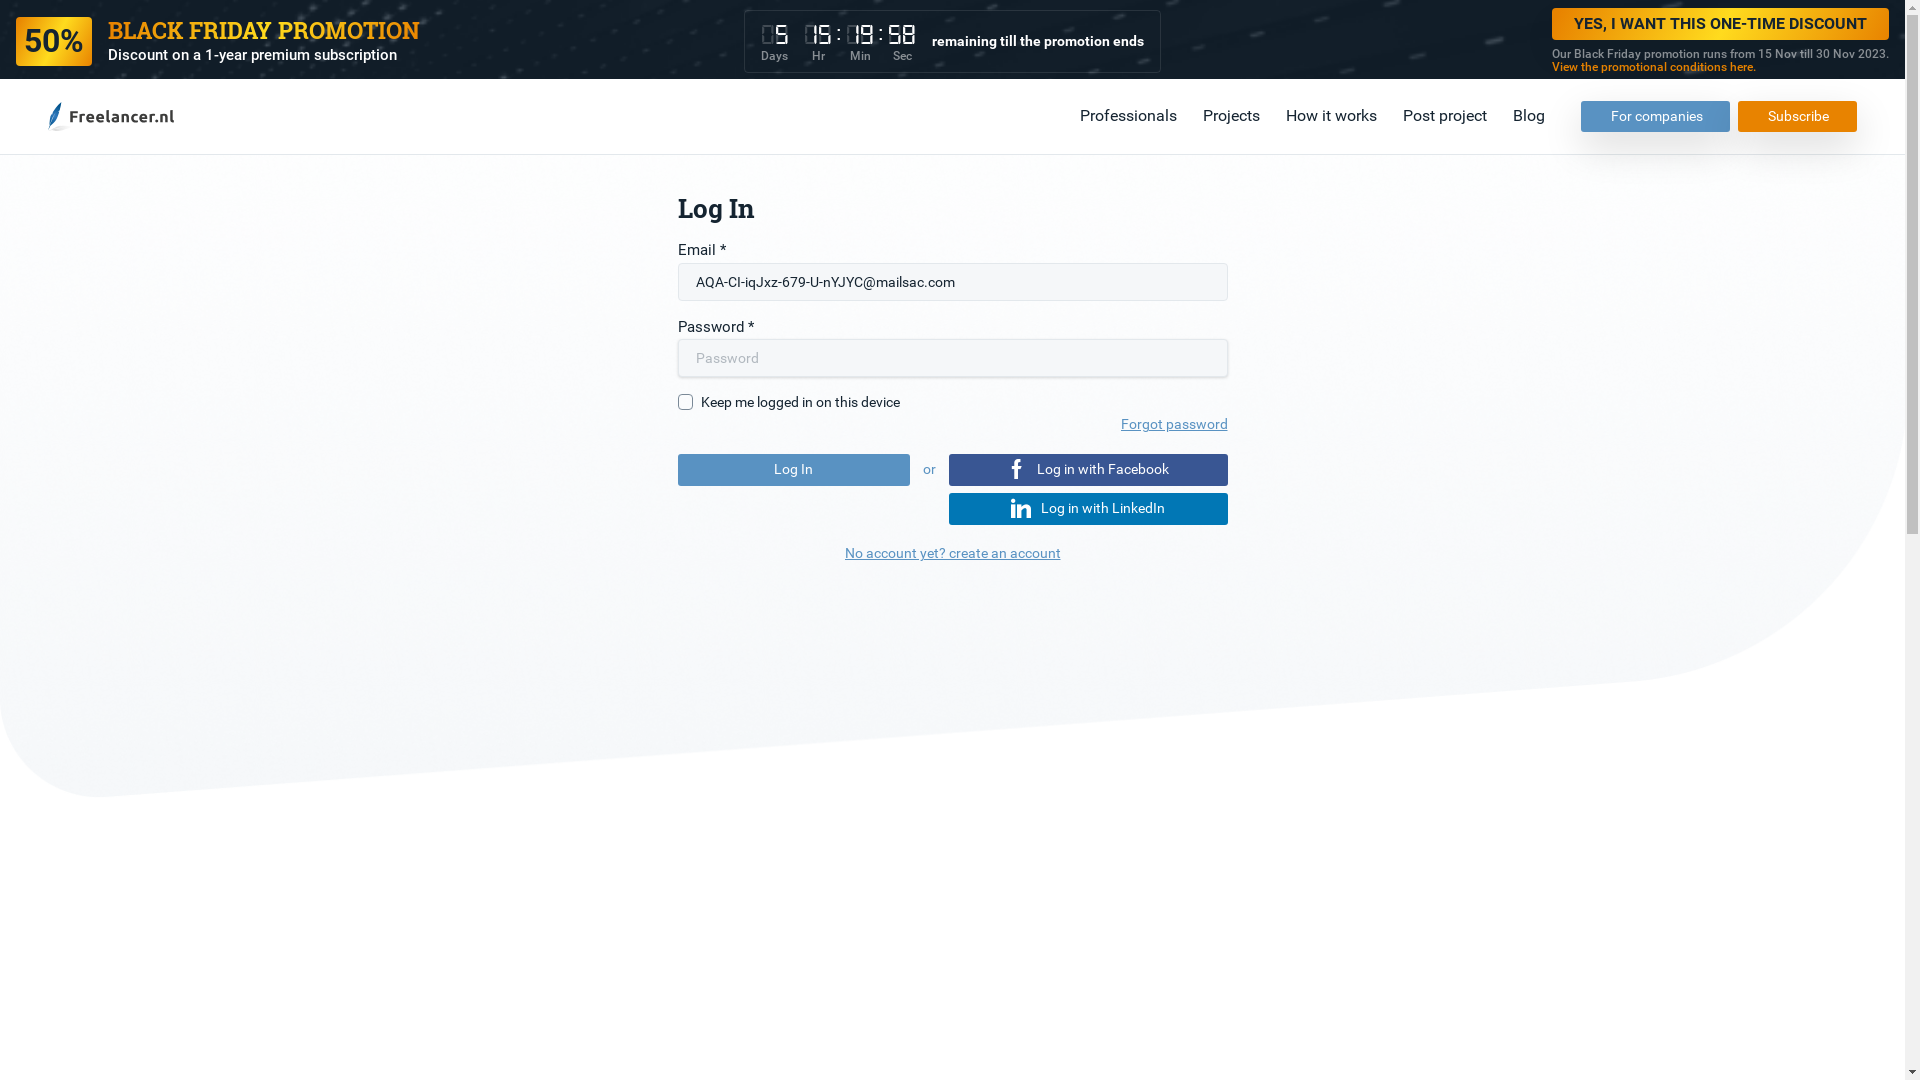 50%
BLACK FRIDAY PROMOTION
Discount on a 1-year premium subscription
5 15 : 19 : 58
Days Hr Min Sec
remaining till the promotion ends
YES, I WANT THIS ONE-TIME DISCOUNT
Our Black Friday promotion runs from 15 Nov till 30 Nov 2023.
View the promotional conditions here.
Freelancer.nl
Professionals Projects How it works Post project Blog For companies Subscribe
Log In
Email *
AQA-CI-iqJxz-679-U-nYJYC@mailsac.com
Password *
Password
Keep me logged in on this device
Forgot password
Log In or Log in with Facebook
Log in with LinkedIn
No account yet? create an account